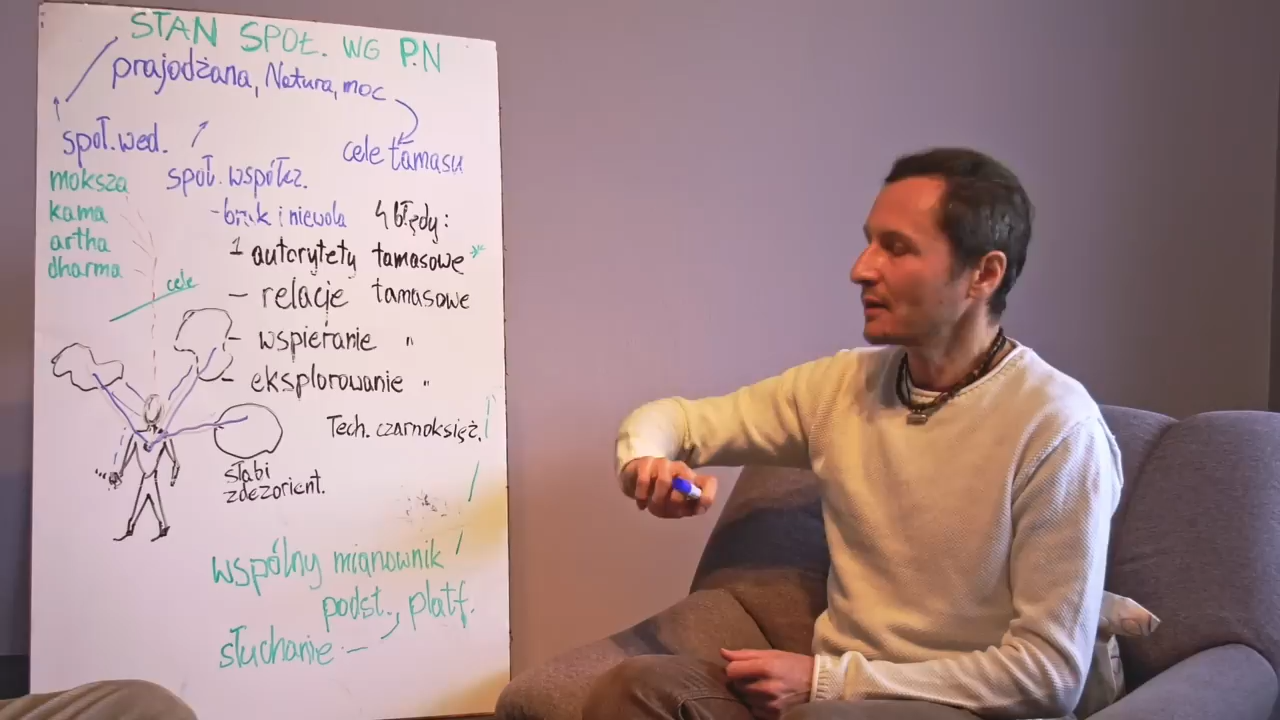 STAN SPOŁ. WG P.N
prajodżana, Natura, moc
społ. wed.
cele tamasu
moksza
kama
artha
dharma
społ. współcz.
- brak i niewola
4 błędy:
1 autorytety tamasowe *
– relacje tamasowe
– wspieranie "
– eksplorowanie "
cele
Tech. czarnoksięż.
słabi
zdezorient.
wspólny mianownik
podst., platf.
słuchanie –